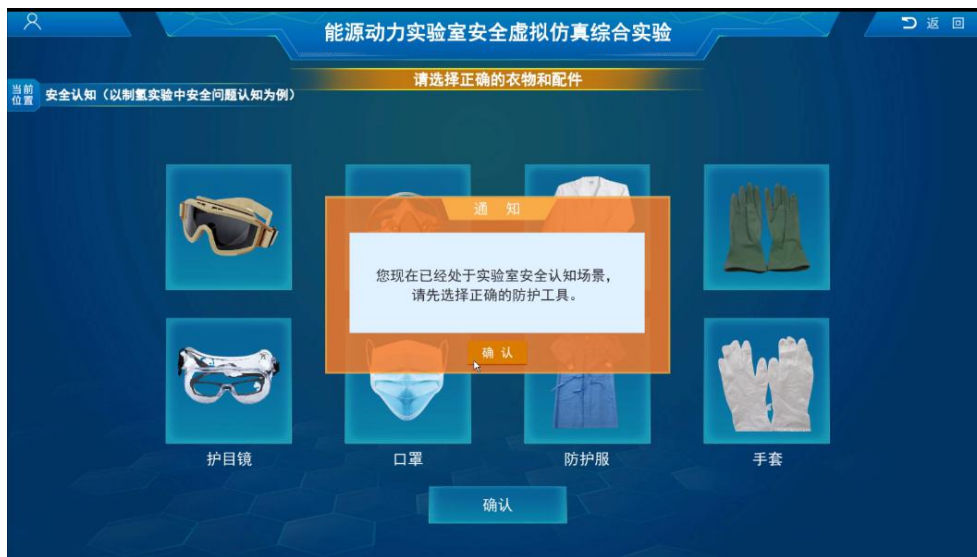 能源动力实验室安全虚拟仿真综合实验
返 回
请选择正确的衣物和配件
当前位置
安全认知（以制氢实验中安全问题认知为例）
通 知
您现在已经处于实验室安全认知场景，
请先选择正确的防护工具。
确 认
护目镜
口罩
防护服
手套
确认